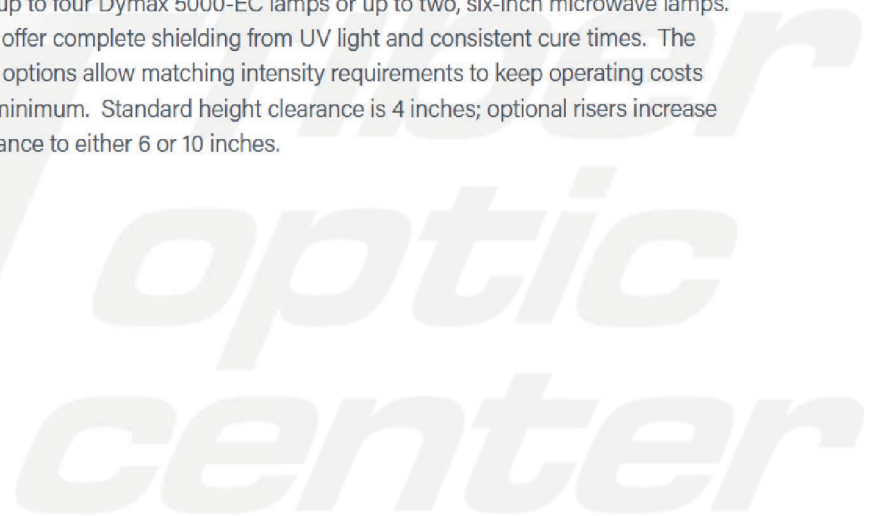 up to four Dymax 5000-EC lamps or up to two, six-inch microwave lamps.
offer complete shielding from UV light and consistent cure times. The
options allow matching intensity requirements to keep operating costs
minimum. Standard height clearance is 4 inches; optional risers increase
ance to either 6 or 10 inches.
fiber
optic
center